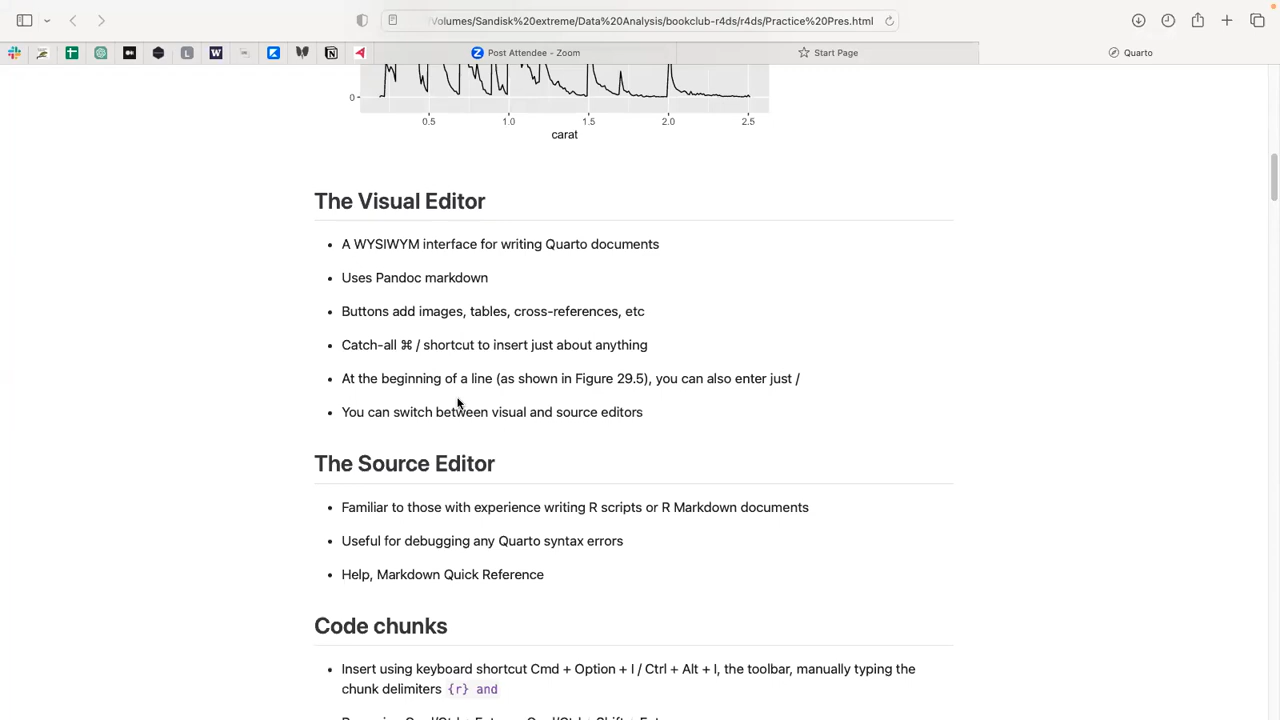 /Volumes/Sandisk%20extreme/Data%20Analysis/bookclub-r4ds/r4ds/Practice%20Pres.html
Post Attendee - Zoom
Start Page
Quarto
0
0.5 1.0 1.5 2.0 2.5
carat
The Visual Editor
• A WYSIWYM interface for writing Quarto documents
• Uses Pandoc markdown
• Buttons add images, tables, cross-references, etc
• Catch-all ⌘ / shortcut to insert just about anything
• At the beginning of a line (as shown in Figure 29.5), you can also enter just /
• You can switch between visual and source editors
The Source Editor
• Familiar to those with experience writing R scripts or R Markdown documents
• Useful for debugging any Quarto syntax errors
• Help, Markdown Quick Reference
Code chunks
• Insert using keyboard shortcut Cmd + Option + I / Ctrl + Alt + I, the toolbar, manually typing the
chunk delimiters {r} and